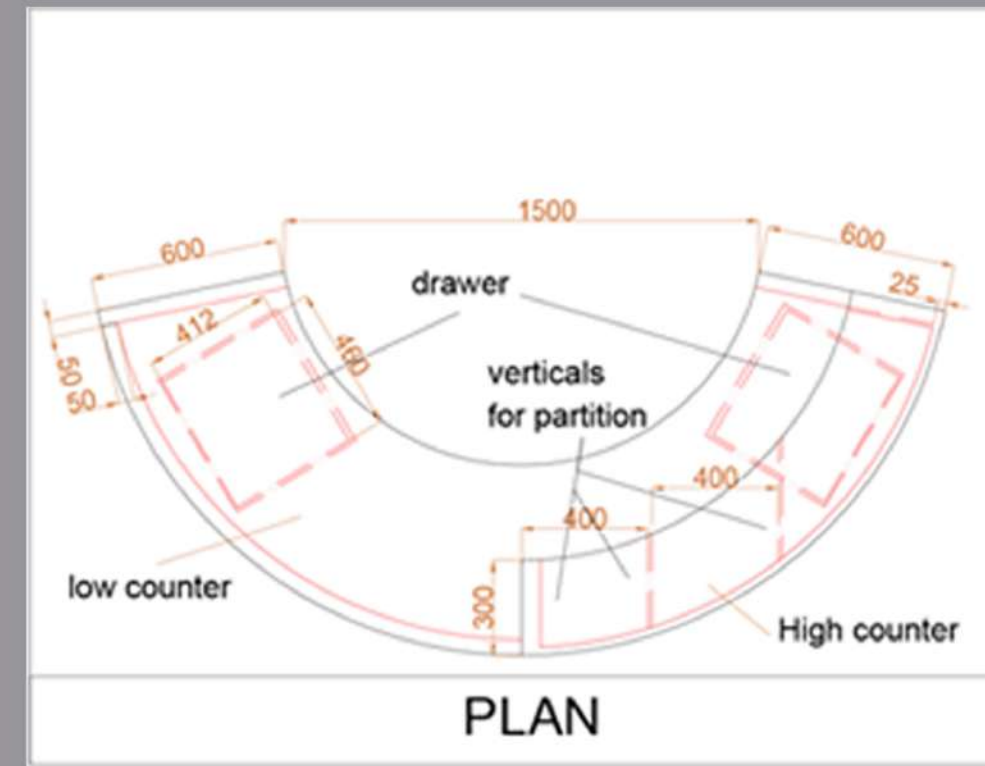 1500
600
600
25
drawer
412
460
50
50
verticals
for partition
400
400
300
low counter
High counter
PLAN